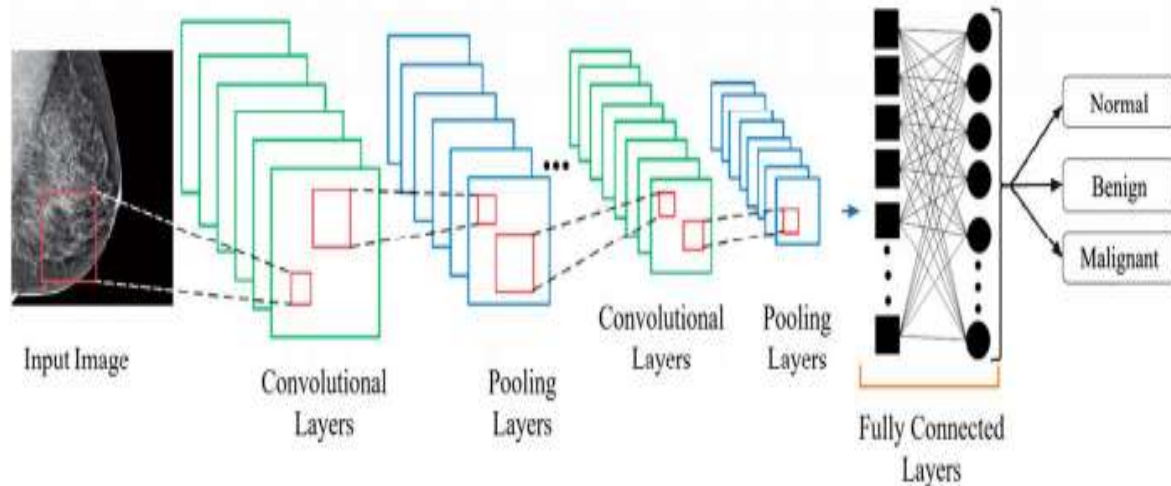 Input Image
Convolutional
Layers
Pooling
Layers
Convolutional
Layers
Pooling
Layers
Fully Connected
Layers
Normal
Benign
Malignant